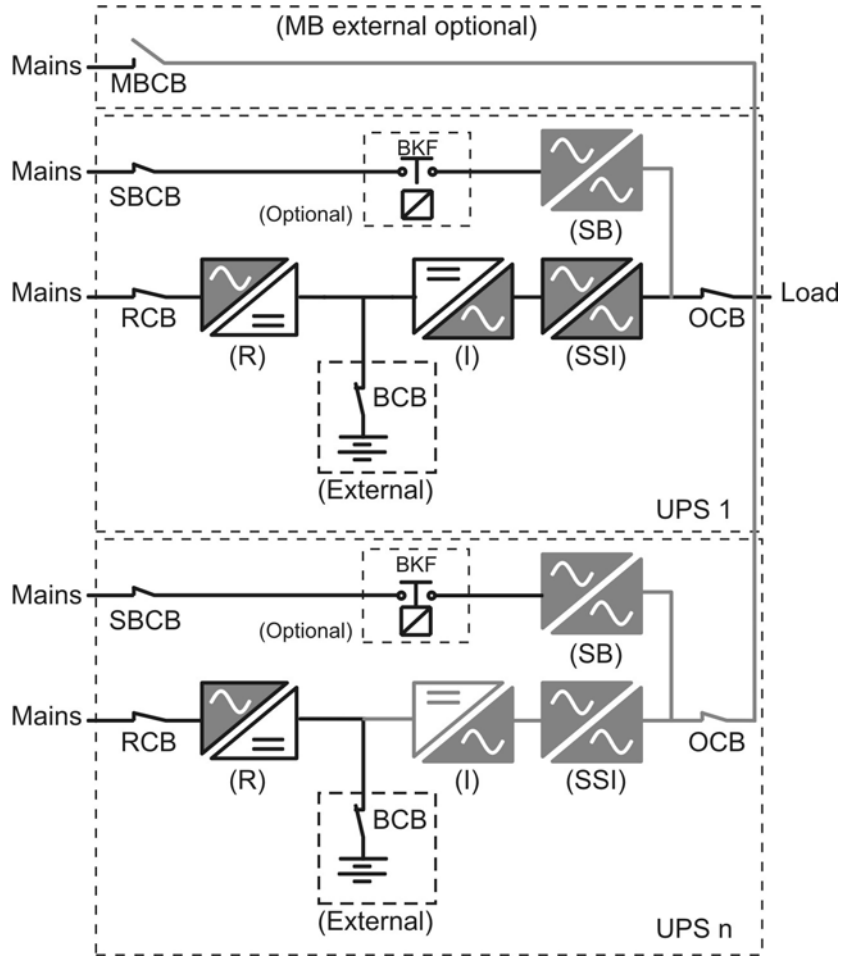 (MB external optional)
Mains
MBCB
Mains
BKF
SBCB
(Optional)
(SB)
Mains
Load
RCB
OCB
(R)
(I)
(SSI)
BCB
(External)
UPS 1
Mains
BKF
SBCB
(Optional)
(SB)
Mains
RCB
OCB
(R)
(I)
(SSI)
BCB
(External)
UPS n